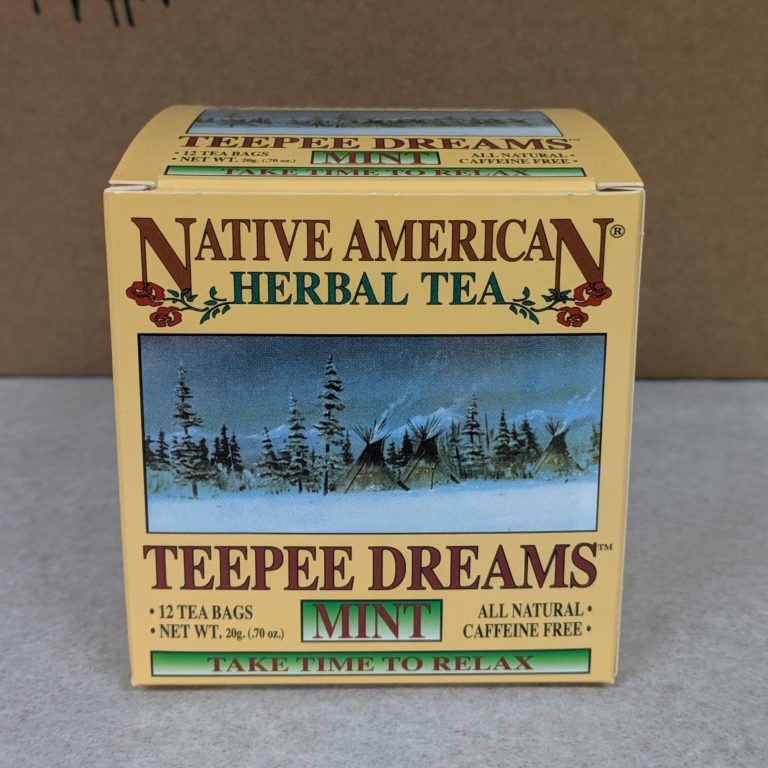 TEEPEE DREAMS™
• 12 TEA BAGS
• NET WT. 20g. (.70 oz.)
MINT
ALL NATURAL •
CAFFEINE FREE •
TAKE TIME TO RELAX
NATIVE AMERICAN®
HERBAL TEA
TEEPEE DREAMS™
• 12 TEA BAGS
• NET WT. 20g. (.70 oz.)
MINT
ALL NATURAL •
CAFFEINE FREE •
TAKE TIME TO RELAX